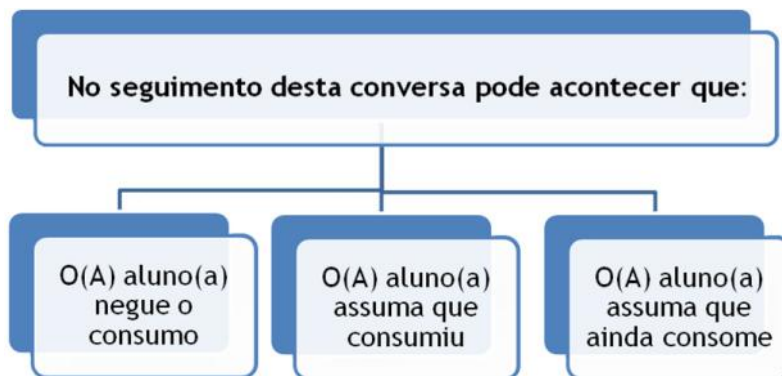 No seguimento desta conversa pode acontecer que:
O(A) aluno(a)
negue o
consumo
O(A) aluno(a)
assuma que
consumiu
O(A) aluno(a)
assuma que
ainda consome